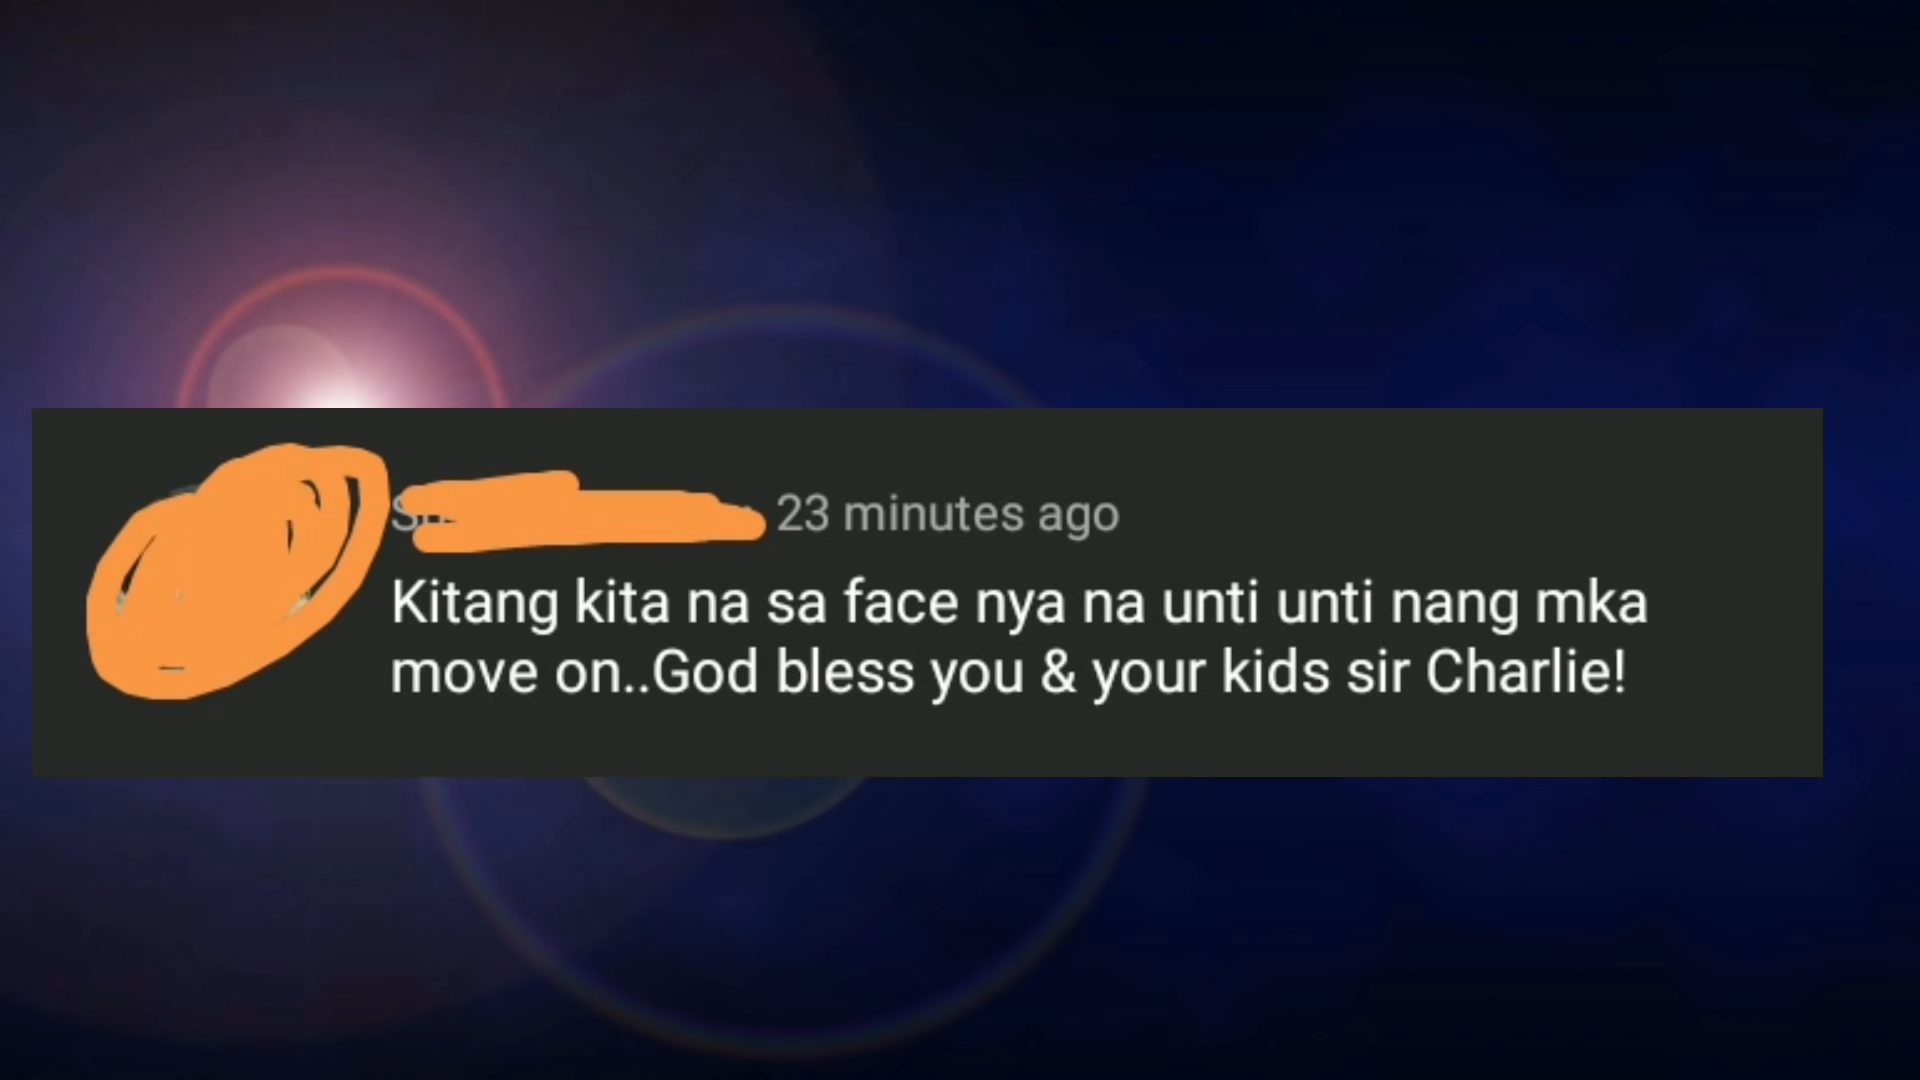 23 minutes ago
Kitang kita na sa face nya na unti unti nang mka
move on..God bless you & your kids sir Charlie!